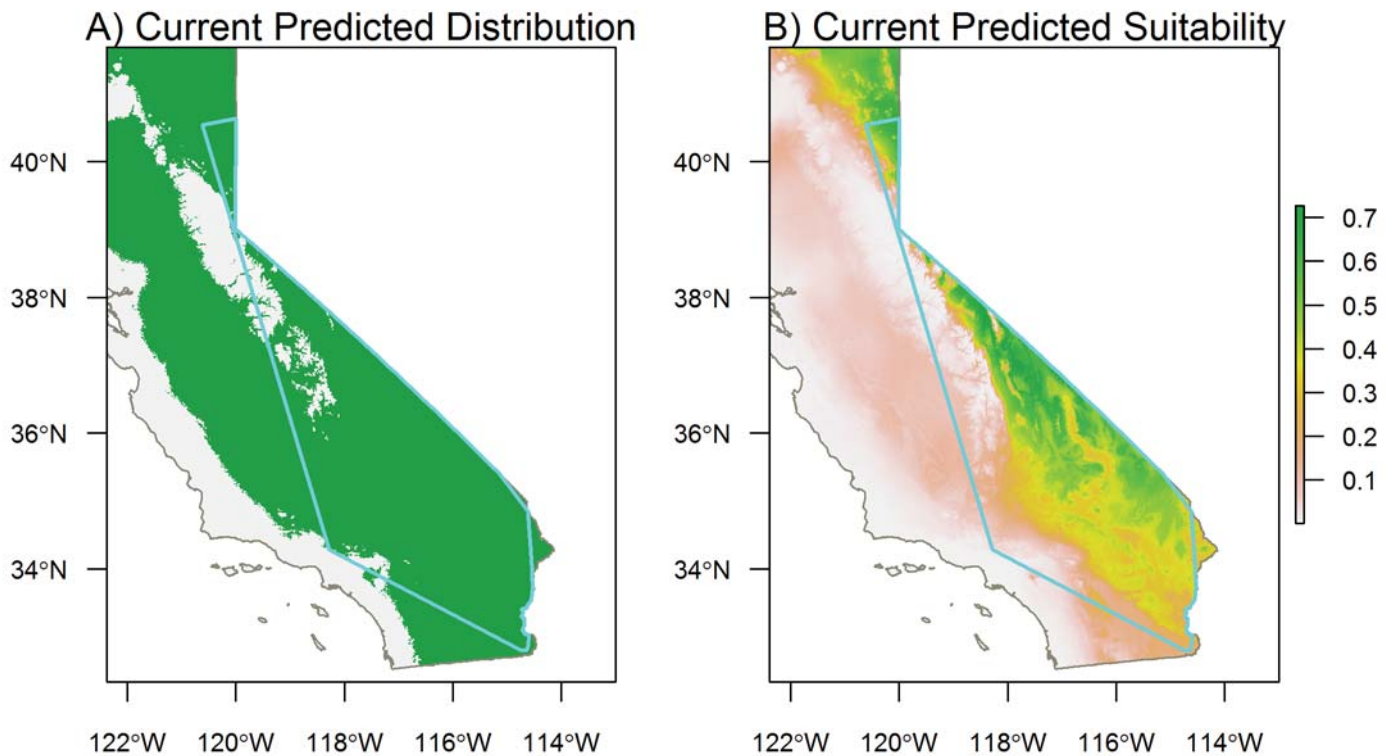 A) Current Predicted Distribution
40°N
38°N
36°N
34°N
122°W 120°W 118°W 116°W 114°W
B) Current Predicted Suitability
40°N
38°N
36°N
34°N
122°W 120°W 118°W 116°W 114°W
0.7
0.6
0.5
0.4
0.3
0.2
0.1